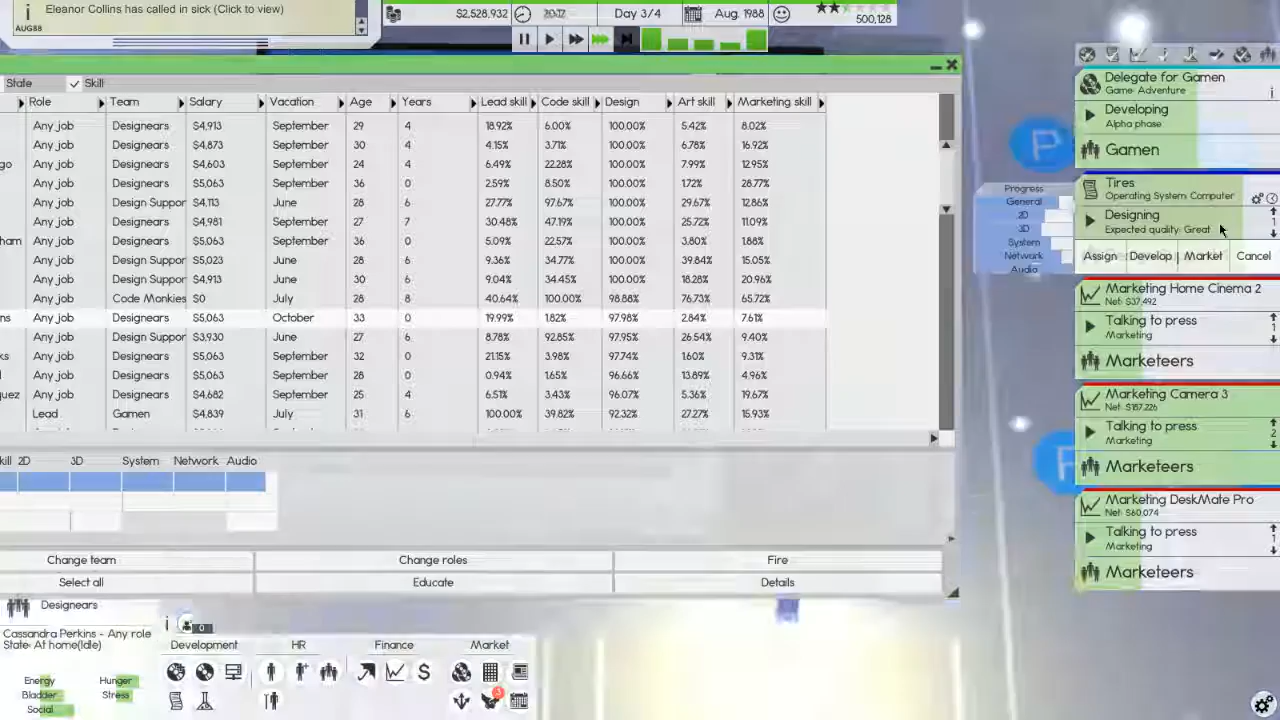 Eleanor Collins has called in sick (Click to view)
AUG88
$2,528,932
Day 3/4
Aug. 1988
500,128
State
Skill
Role Team Salary Vacation Age Years Lead skill Code skill Design Art skill Marketing skill
Any job Designears $4,913 September 29 4 18.92% 6.00% 100.00% 5.42% 8.02%
Any job Designears $4,873 September 30 4 4.15% 3.71% 100.00% 6.78% 16.92%
go Any job Designears $4,603 September 24 4 6.49% 22.28% 100.00% 7.99% 12.95%
Any job Designears $5,063 September 36 0 2.59% 8.50% 100.00% 1.72% 28.77%
Any job Design Suppor $4,113 June 28 0 27.77% 97.67% 100.00% 29.67% 12.86%
Any job Designears $4,981 September 27 7 30.48% 47.19% 100.00% 25.72% 11.09%
ham Any job Designears $5,063 September 36 0 5.09% 22.57% 100.00% 3.80% 1.88%
Any job Design Suppor $5,023 June 28 6 9.36% 34.77% 100.00% 39.84% 15.05%
Any job Design Suppor $4,913 June 30 6 9.04% 34.45% 100.00% 18.28% 20.96%
Any job Code Monkies $0 July 28 8 40.64% 100.00% 98.88% 76.73% 65.72%
ns Any job Designears $5,063 October 33 0 19.99% 1.82% 97.98% 2.84% 7.61%
Any job Design Suppor $3,930 June 27 0 8.78% 92.85% 97.95% 26.54% 9.40%
ks Any job Designears $5,063 September 32 0 21.15% 3.98% 97.74% 1.60% 9.31%
l Any job Designears $5,063 September 28 0 0.94% 1.65% 96.66% 13.89% 4.96%
quez Any job Designears $4,682 September 25 4 6.51% 3.43% 96.07% 5.36% 19.67%
Lead Gamen $4,839 July 31 100.00% 39.82% 92.32% 27.27% 15.93%
kill 2D 3D System Network Audio
Change team Change roles Fire
Select all Educate Details
Designears
Cassandra Perkins - Any role
State: At home(Idle)
Energy Hunger
Bladder Stress
Social
0
Development HR Finance Market
$
3
Delegate for Gamen
Game: Adventure
Developing
Alpha phase
Gamen
Progress
General
2D
3D
System
Network
Audio
Tires
Operating System Computer
Designing
Expected quality: Great
1
Assign Develop Market Cancel
Marketing Home Cinema 2
Net: $37,492
Talking to press
Marketing
1
Marketeers
Marketing Camera 3
Net: $187,226
Talking to press
Marketing
2
Marketeers
Marketing DeskMate Pro
Net: $60,074
Talking to press
Marketing
1
Marketeers